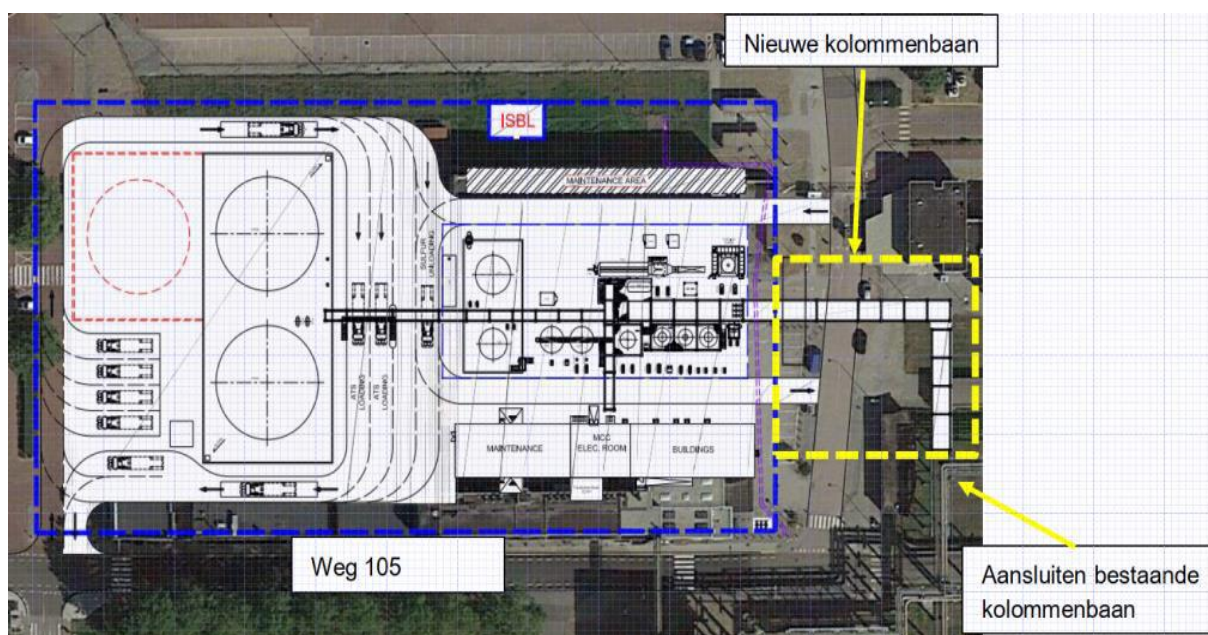 Nieuwe kolommenbaan
ISBL
MAINTENANCE AREA
SULFUR
UNLOADING
ATS
LOADING
ATS
LOADING
MAINTENANCE
MCC
ELEC. ROOM
BUILDINGS
Weg 105
Aansluiten bestaande
kolommenbaan